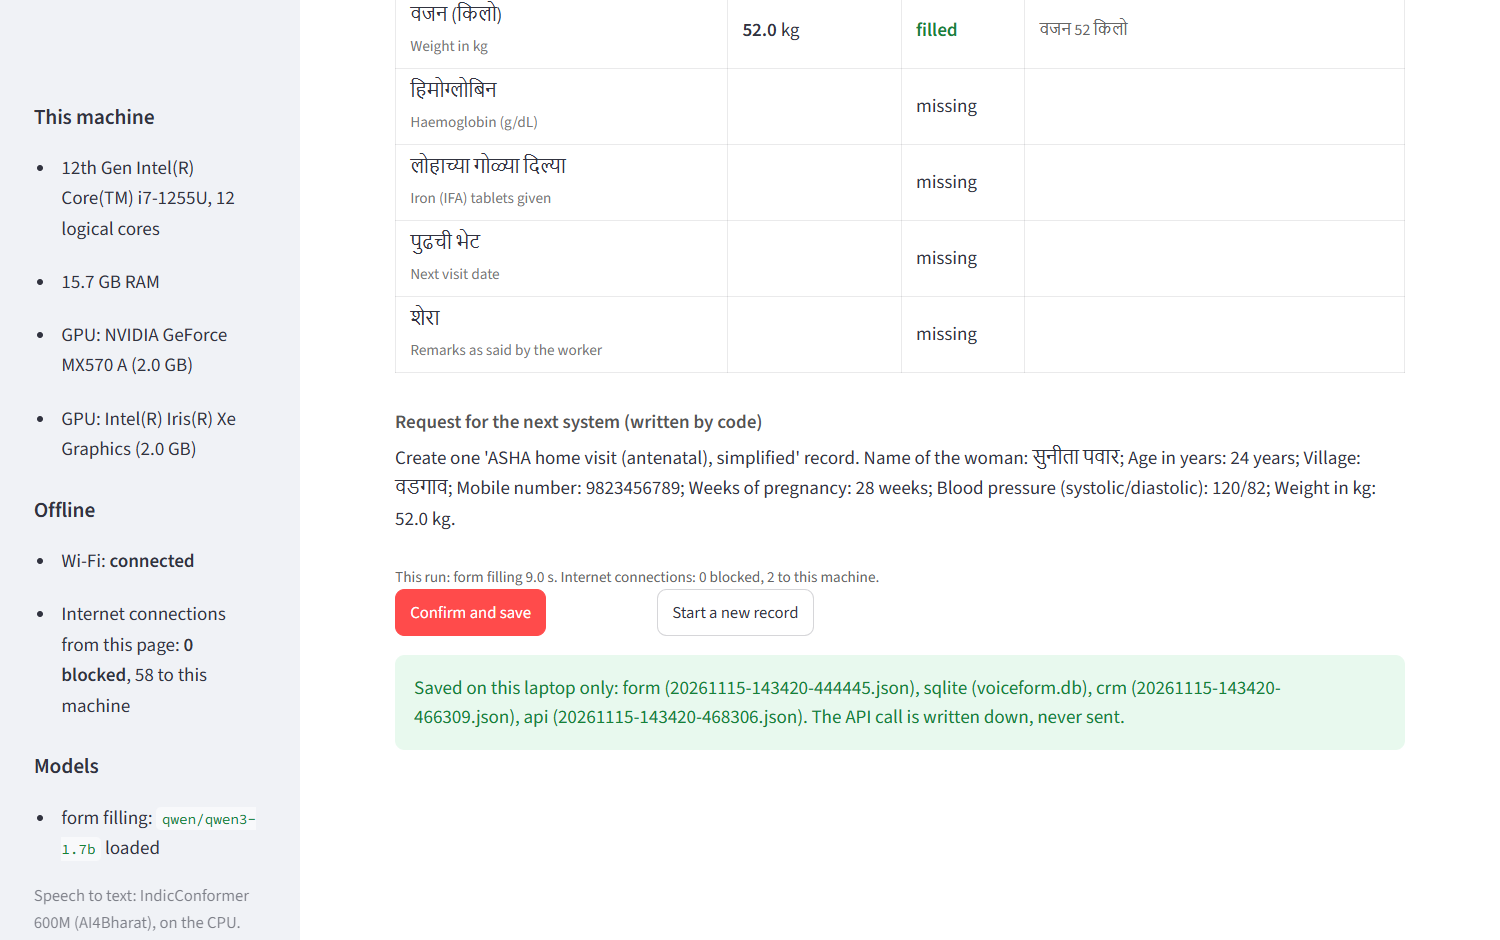 This machine
12th Gen Intel(R)
Core(TM) i7-1255U, 12
logical cores
15.7 GB RAM
GPU: NVIDIA GeForce
MX570 A (2.0 GB)
GPU: Intel(R) Iris(R) Xe
Graphics (2.0 GB)
Offline
Wi-Fi: connected
Internet connections
from this page: 0
blocked, 58 to this
machine
Models
form filling: qwen/qwen3-
1.7b loaded
Speech to text: IndicConformer
600M (AI4Bharat), on the CPU.
वजन (किलो)
Weight in kg
52.0 kg
filled
वजन 52 किलो
हिमोग्लोबिन
Haemoglobin (g/dL)
missing
लोहाच्या गोळ्या दिल्या
Iron (IFA) tablets given
missing
पुढची भेट
Next visit date
missing
शेरा
Remarks as said by the worker
missing
Request for the next system (written by code)
Create one 'ASHA home visit (antenatal), simplified' record. Name of the woman: सुनीता पवार; Age in years: 24 years; Village:
वडगाव; Mobile number: 9823456789; Weeks of pregnancy: 28 weeks; Blood pressure (systolic/diastolic): 120/82; Weight in kg:
52.0 kg.
This run: form filling 9.0 s. Internet connections: 0 blocked, 2 to this machine.
Confirm and save
Start a new record
Saved on this laptop only: form (20261115-143420-444445.json), sqlite (voiceform.db), crm (20261115-143420-
466309.json), api (20261115-143420-468306.json). The API call is written down, never sent.